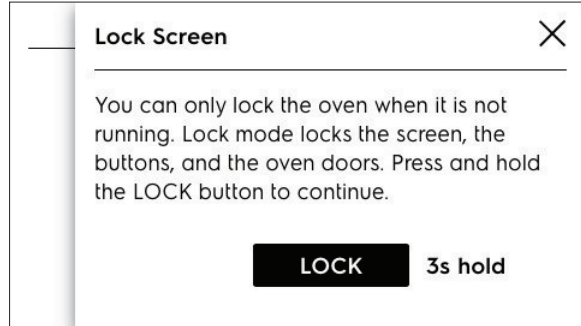 Lock Screen
You can only lock the oven when it is not
running. Lock mode locks the screen, the
buttons, and the oven doors. Press and hold
the LOCK button to continue.
LOCK 3s hold